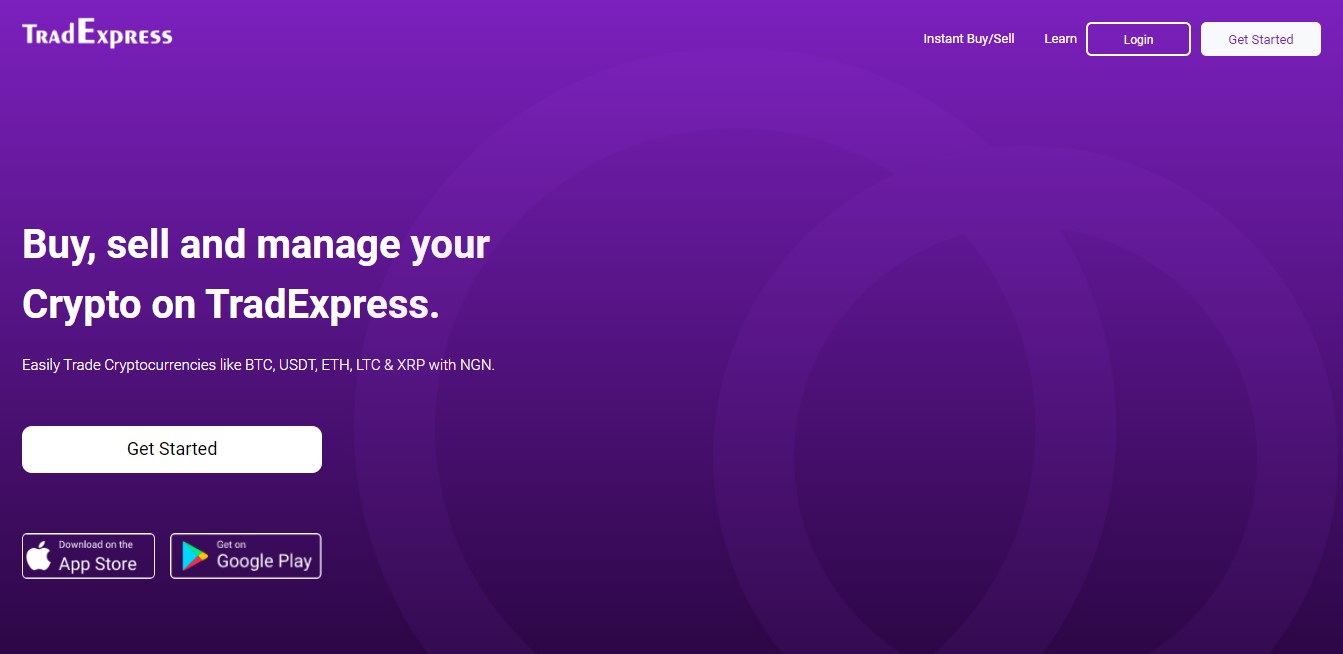 TRADEXPRESS
Instant Buy/Sell
Learn
Login
Get Started
Buy, sell and manage your
Crypto on TradExpress.
Easily Trade Cryptocurrencies like BTC, USDT, ETH, LTC & XRP with NGN.
Get Started
Download on the
App Store
Get on
Google Play